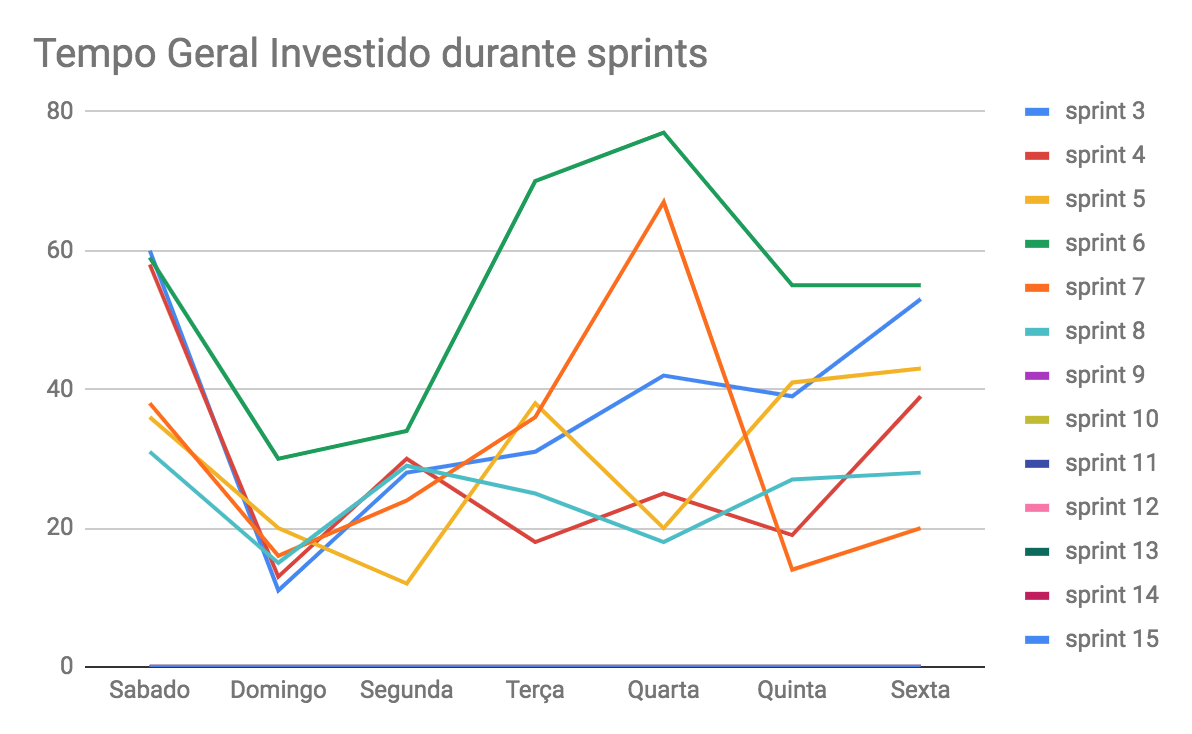 Tempo Geral Investido durante sprints
80
60
40
20
0
Sabado
Domingo
Segunda
Terça
Quarta
Quinta
Sexta
sprint 3
sprint 4
sprint 5
sprint 6
sprint 7
sprint 8
sprint 9
sprint 10
sprint 11
sprint 12
sprint 13
sprint 14
sprint 15